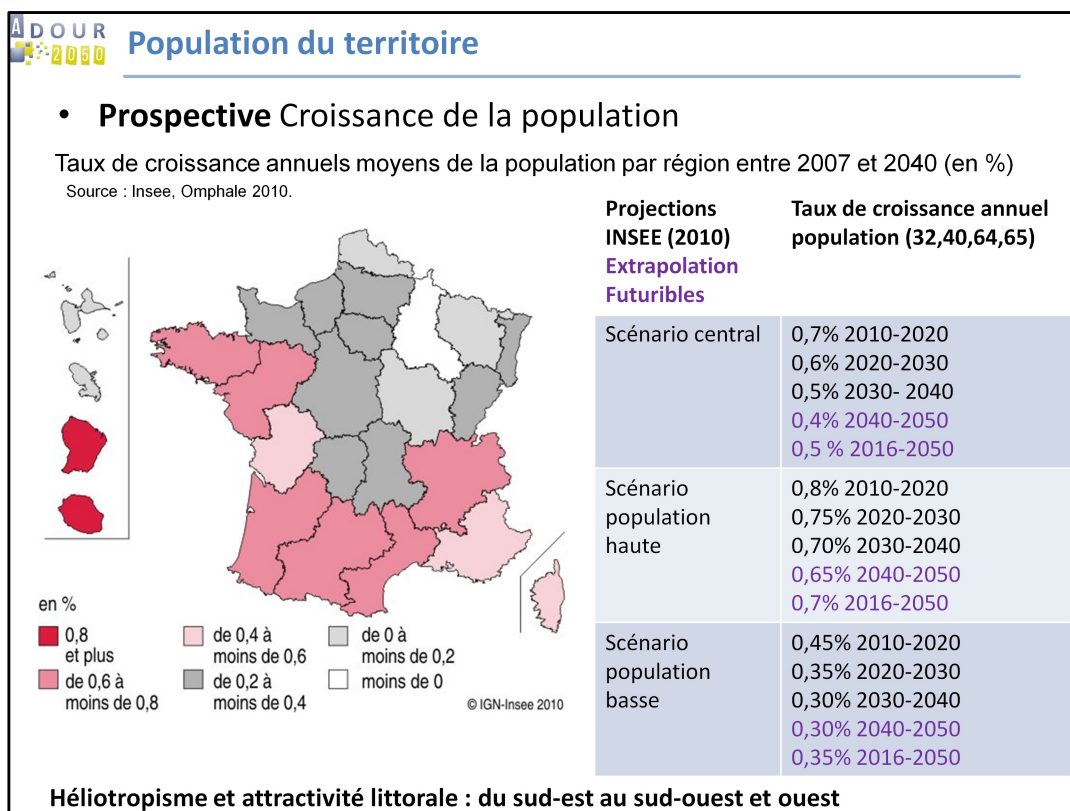 ADOUR
2050
Population du territoire
• Prospective Croissance de la population
Taux de croissance annuels moyens de la population par région entre 2007 et 2040 (en %)
Source : Insee, Omphale 2010.
Projections
INSEE (2010)
Extrapolation
Futuribles
Taux de croissance annuel
population (32,40,64,65)
Scénario central
0,7% 2010-2020
0,6% 2020-2030
0,5% 2030- 2040
0,4% 2040-2050
0,5 % 2016-2050
Scénario
population
haute
0,8% 2010-2020
0,75% 2020-2030
0,70% 2030-2040
0,65% 2040-2050
0,7% 2016-2050
Scénario
population
basse
0,45% 2010-2020
0,35% 2020-2030
0,30% 2030-2040
0,30% 2040-2050
0,35% 2016-2050
en %
0,8
et plus
de 0,6 à
moins de 0,8
de 0,4 à
moins de 0,6
de 0,2 à
moins de 0,4
de 0 à
moins de 0,2
moins de 0
© IGN-Insee 2010
Héliotropisme et attractivité littorale : du sud-est au sud-ouest et ouest